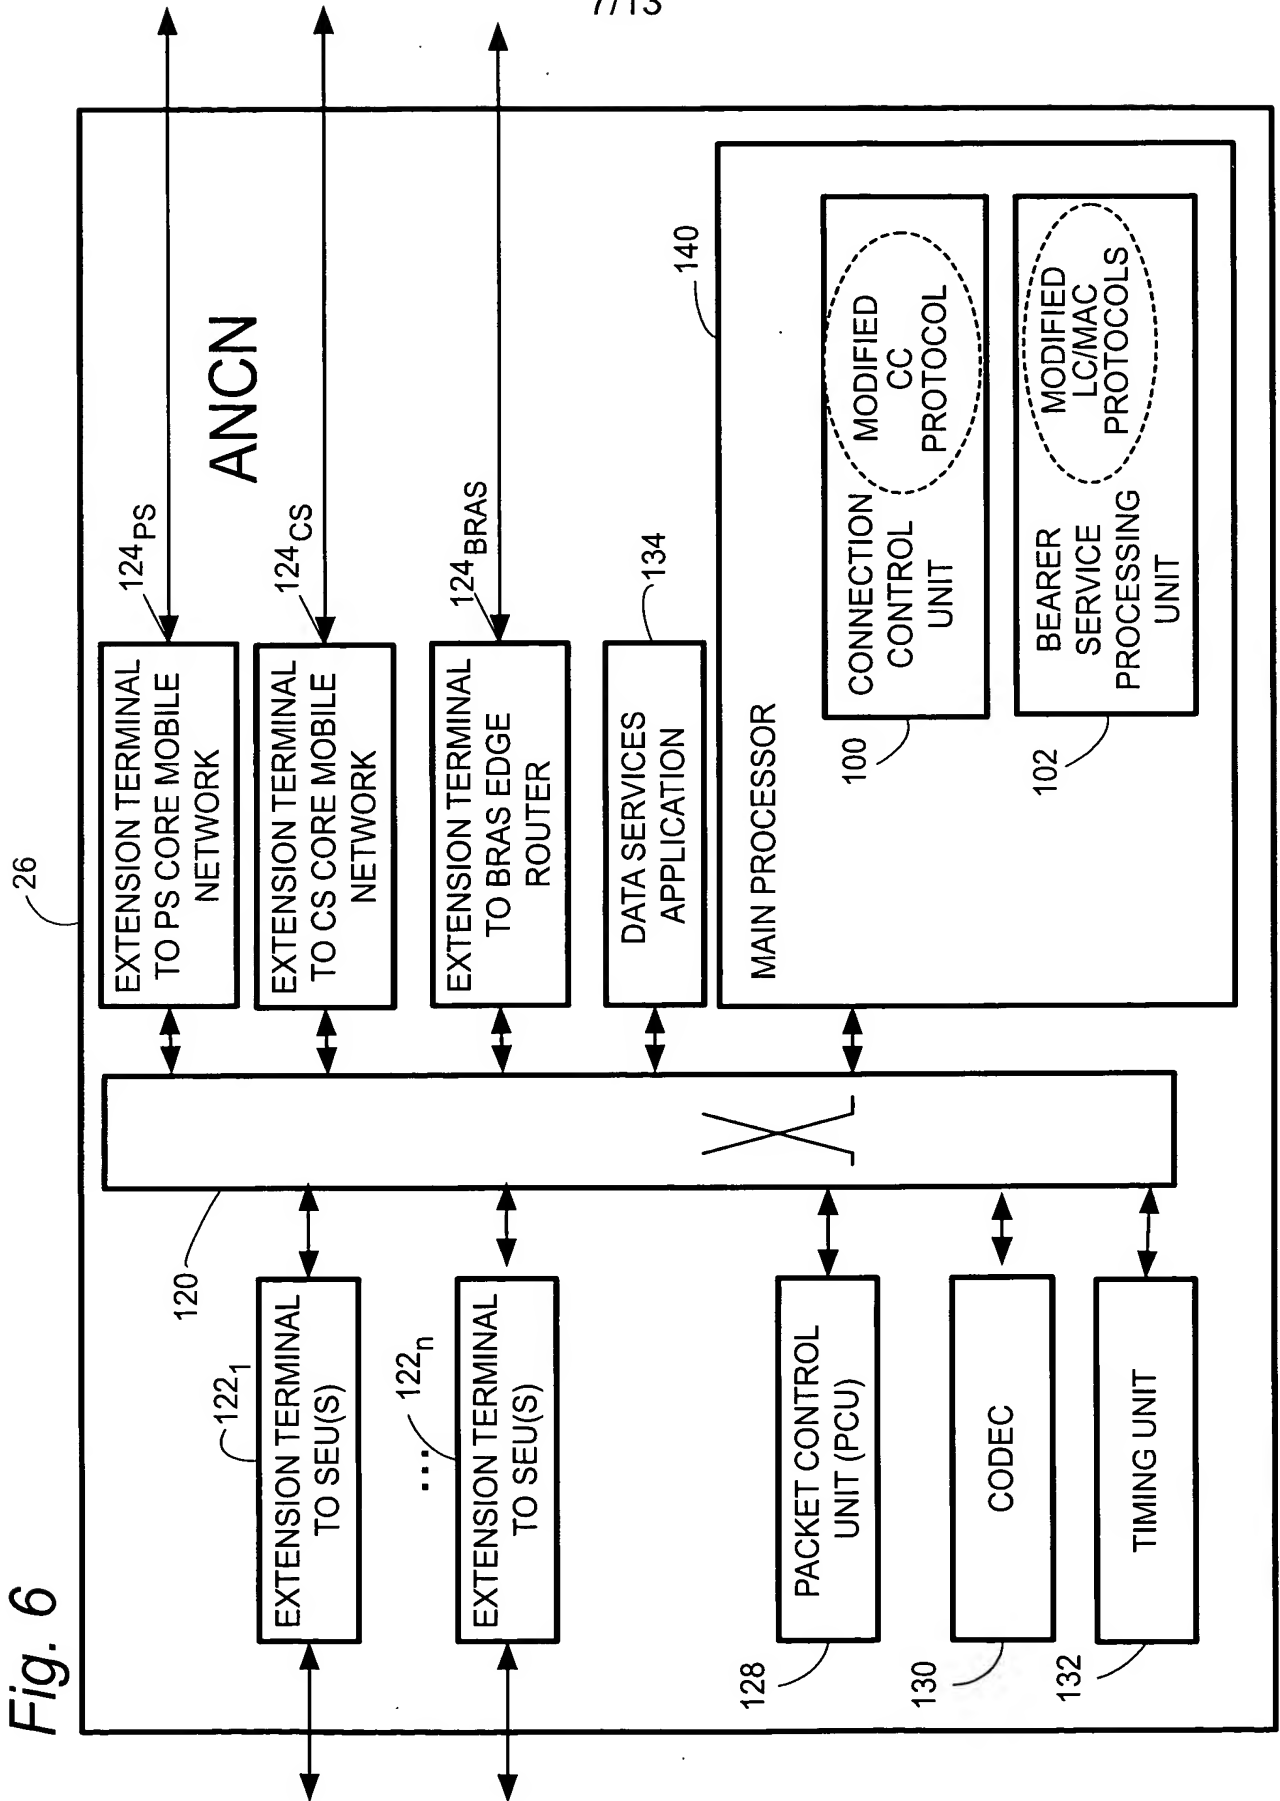 7/13
Fig. 6
26
ANCN
EXTENSION TERMINAL
TO SEU(S)
122₁
...
EXTENSION TERMINAL
TO SEU(S)
122ₙ
PACKET CONTROL
UNIT (PCU)
128
CODEC
130
TIMING UNIT
132
120
EXTENSION TERMINAL
TO PS CORE MOBILE
NETWORK
124PS
EXTENSION TERMINAL
TO CS CORE MOBILE
NETWORK
124CS
EXTENSION TERMINAL
TO BRAS EDGE
ROUTER
124BRAS
DATA SERVICES
APPLICATION
134
MAIN PROCESSOR
140
CONNECTION
CONTROL
UNIT
MODIFIED
CC
PROTOCOL
100
BEARER
SERVICE
PROCESSING
UNIT
MODIFIED
LC/MAC
PROTOCOLS
102